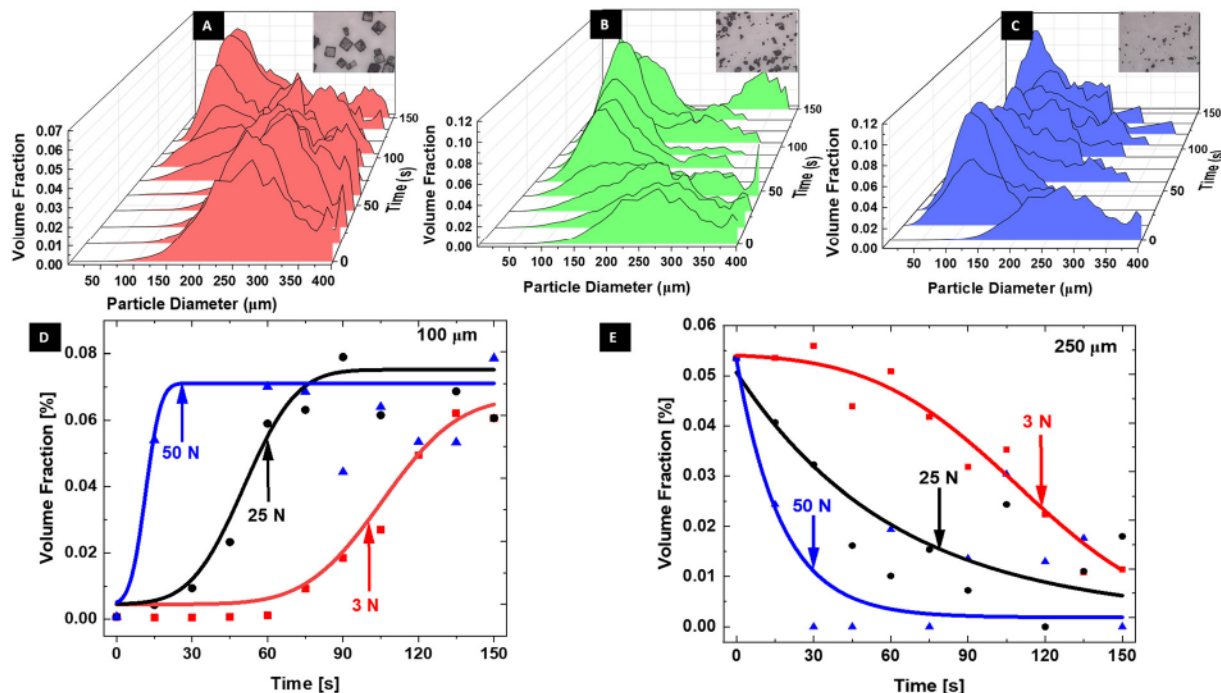 A
B
C
0.07
0.06
0.05
0.04
0.03
0.02
0.01
0.00
Volume Fraction
50 100 150 200 250 300 350 400
Particle Diameter (µm)
0
50
100
150
Time (s)
0.12
0.10
0.08
0.06
0.04
0.02
0.00
Volume Fraction
50 100 150 200 250 300 350 400
Particle Diameter (µm)
0
50
100
150
Time (s)
0.12
0.10
0.08
0.06
0.04
0.02
0.00
Volume Fraction
50 100 150 200 250 300 350 400
Particle Diameter (µm)
0
50
100
150
Time (s)
D
100 µm
0.08
0.06
0.04
0.02
0.00
Volume Fraction [%]
50 N
25 N
3 N
0 30 60 90 120 150
Time [s]
E
250 µm
0.06
0.05
0.04
0.03
0.02
0.01
0.00
Volume Fraction [%]
3 N
25 N
50 N
0 30 60 90 120 150
Time [s]